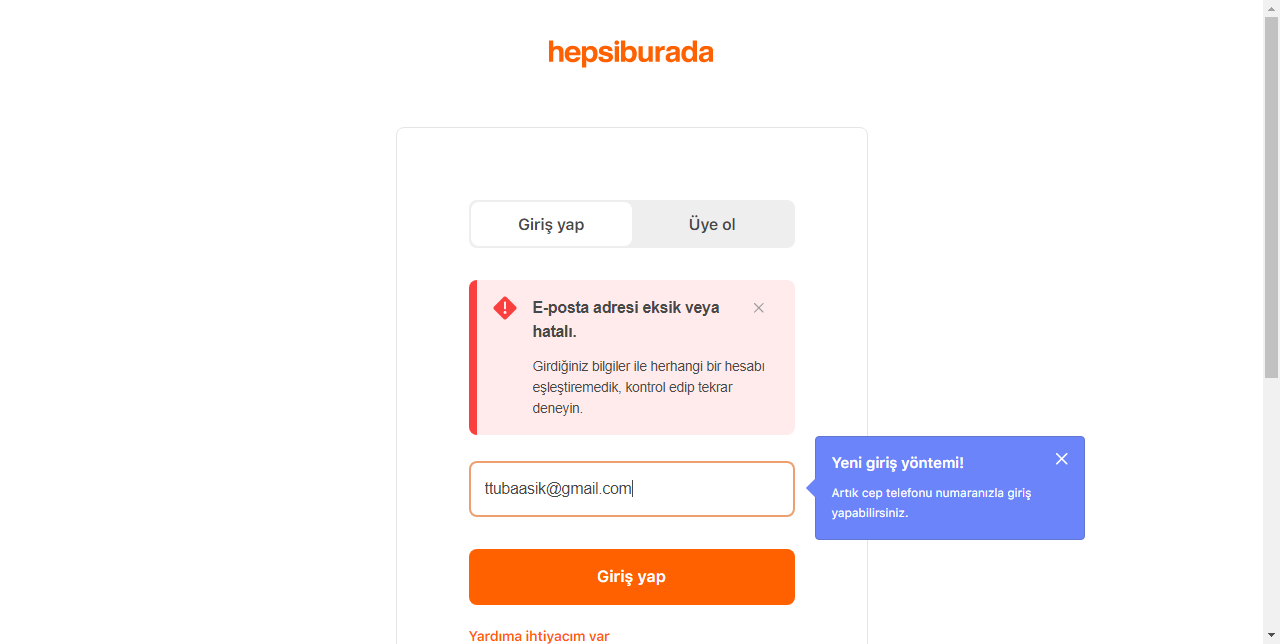 hepsiburada
Giriş yap
Üye ol
E-posta adresi eksik veya
hatalı.
Girdiğiniz bilgiler ile herhangi bir hesabı
eşleştiremedik, kontrol edip tekrar
deneyin.
ttubaasik@gmail.com
Yeni giriş yöntemi!
Artık cep telefonu numaranızla giriş
yapabilirsiniz.
Giriş yap
Yardıma ihtiyacım var